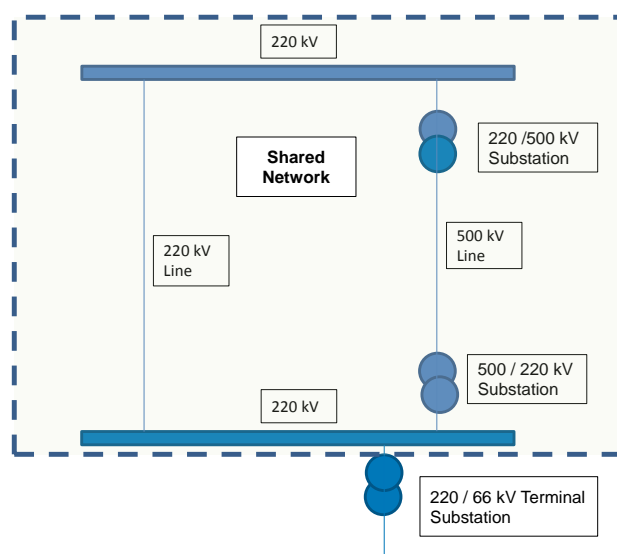 220 kV
220 /500 kV
Substation
Shared
Network
220 kV
Line
500 kV
Line
500 / 220 kV
Substation
220 kV
220 / 66 kV Terminal
Substation